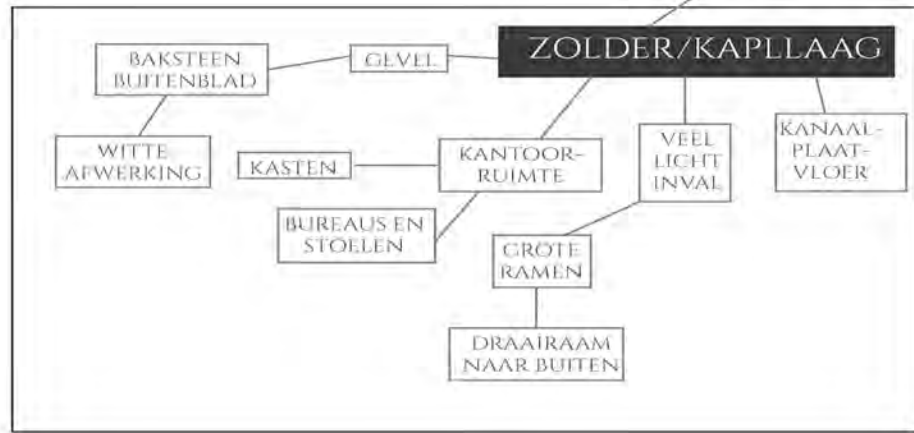 ZOLDER/KAPLLAAG
BAKSTEEN
BUITENBLAD
GEVEL
WITTE
AFWERKING
KASTEN
KANTOOR-
RUIMTE
VEEL
LICHT
INVAL
KANAAL-
PLAAT-
VLOER
BUREAUS EN
STOELEN
GROTE
RAMEN
DRAAIRAAM
NAAR BUITEN